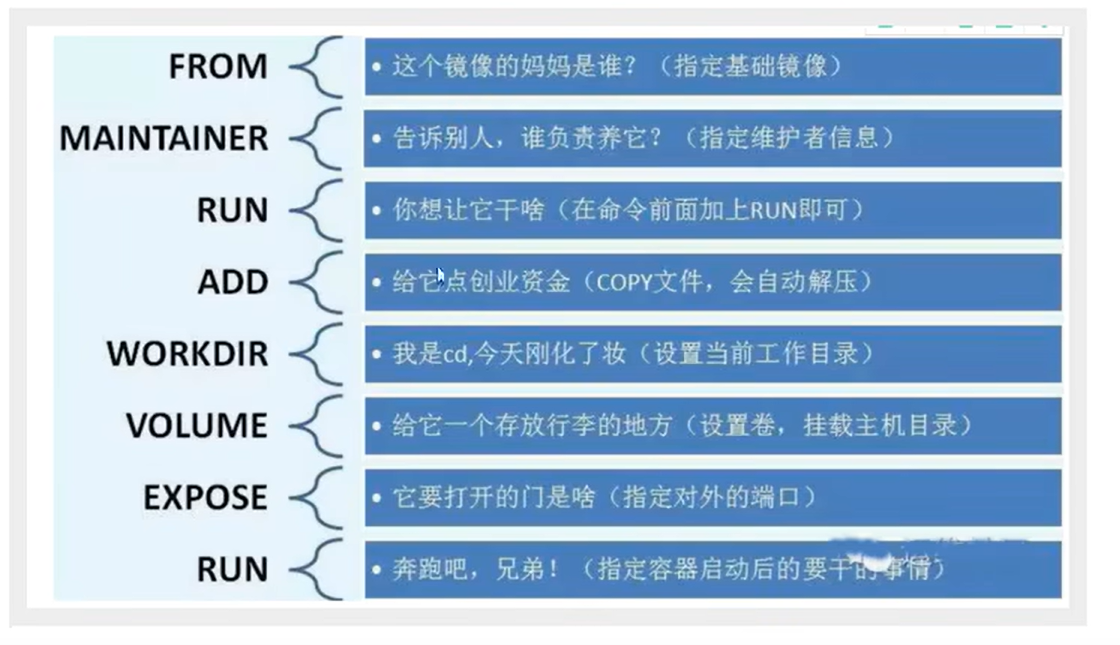 FROM
• 这个镜像的妈妈是谁？（指定基础镜像）
MAINTAINER
• 告诉别人，谁负责养它？（指定维护者信息）
RUN
• 你想让它干啥（在命令前面加上RUN即可）
ADD
• 给它点创业资金（COPY文件，会自动解压）
WORKDIR
• 我是cd,今天刚化了妆（设置当前工作目录）
VOLUME
• 给它一个存放行李的地方（设置卷，挂载主机目录）
EXPOSE
• 它要打开的门是啥（指定对外的端口）
RUN
• 奔跑吧，兄弟！（指定容器启动后的要干的事情）